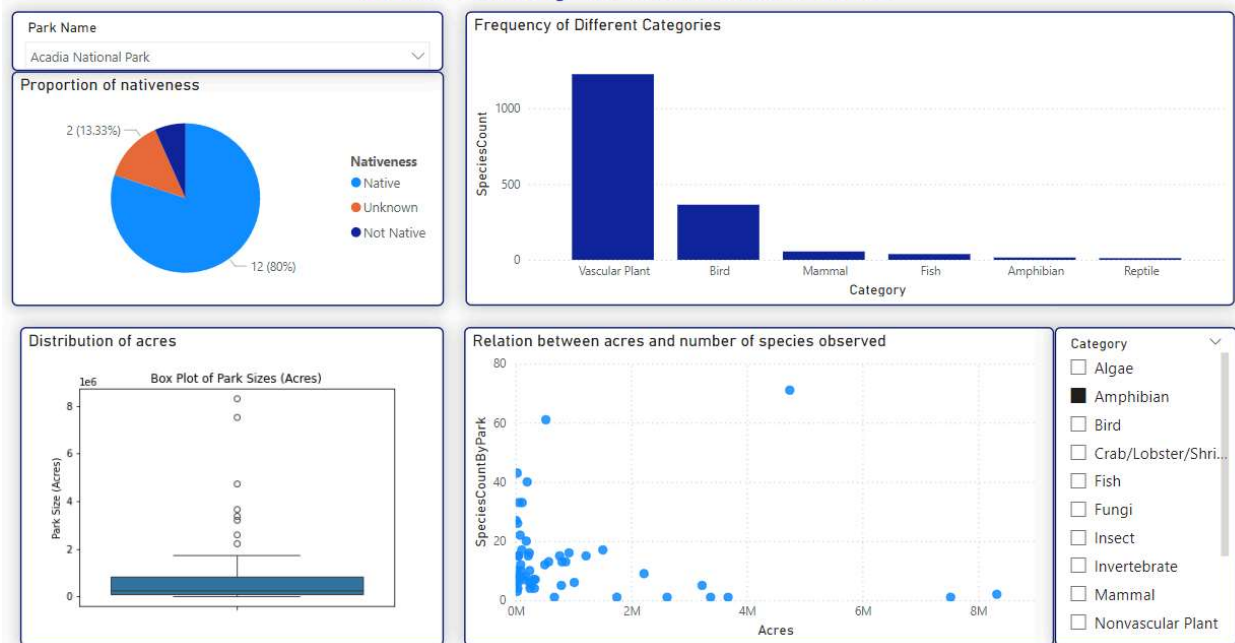 Park Name
Acadia National Park
Proportion of nativeness
2 (13.33%)
12 (80%)
Nativeness
Native
Unknown
Not Native
Frequency of Different Categories
SpeciesCount
1000
500
0
Vascular Plant Bird Mammal Fish Amphibian Reptile
Category
Distribution of acres
Box Plot of Park Sizes (Acres)
1e6
Park Size (Acres)
8
6
4
2
0
Relation between acres and number of species observed
SpeciesCountByPark
80
60
40
20
0
0M 2M 4M 6M 8M
Acres
Category
Algae
Amphibian
Bird
Crab/Lobster/Shri...
Fish
Fungi
Insect
Invertebrate
Mammal
Nonvascular Plant